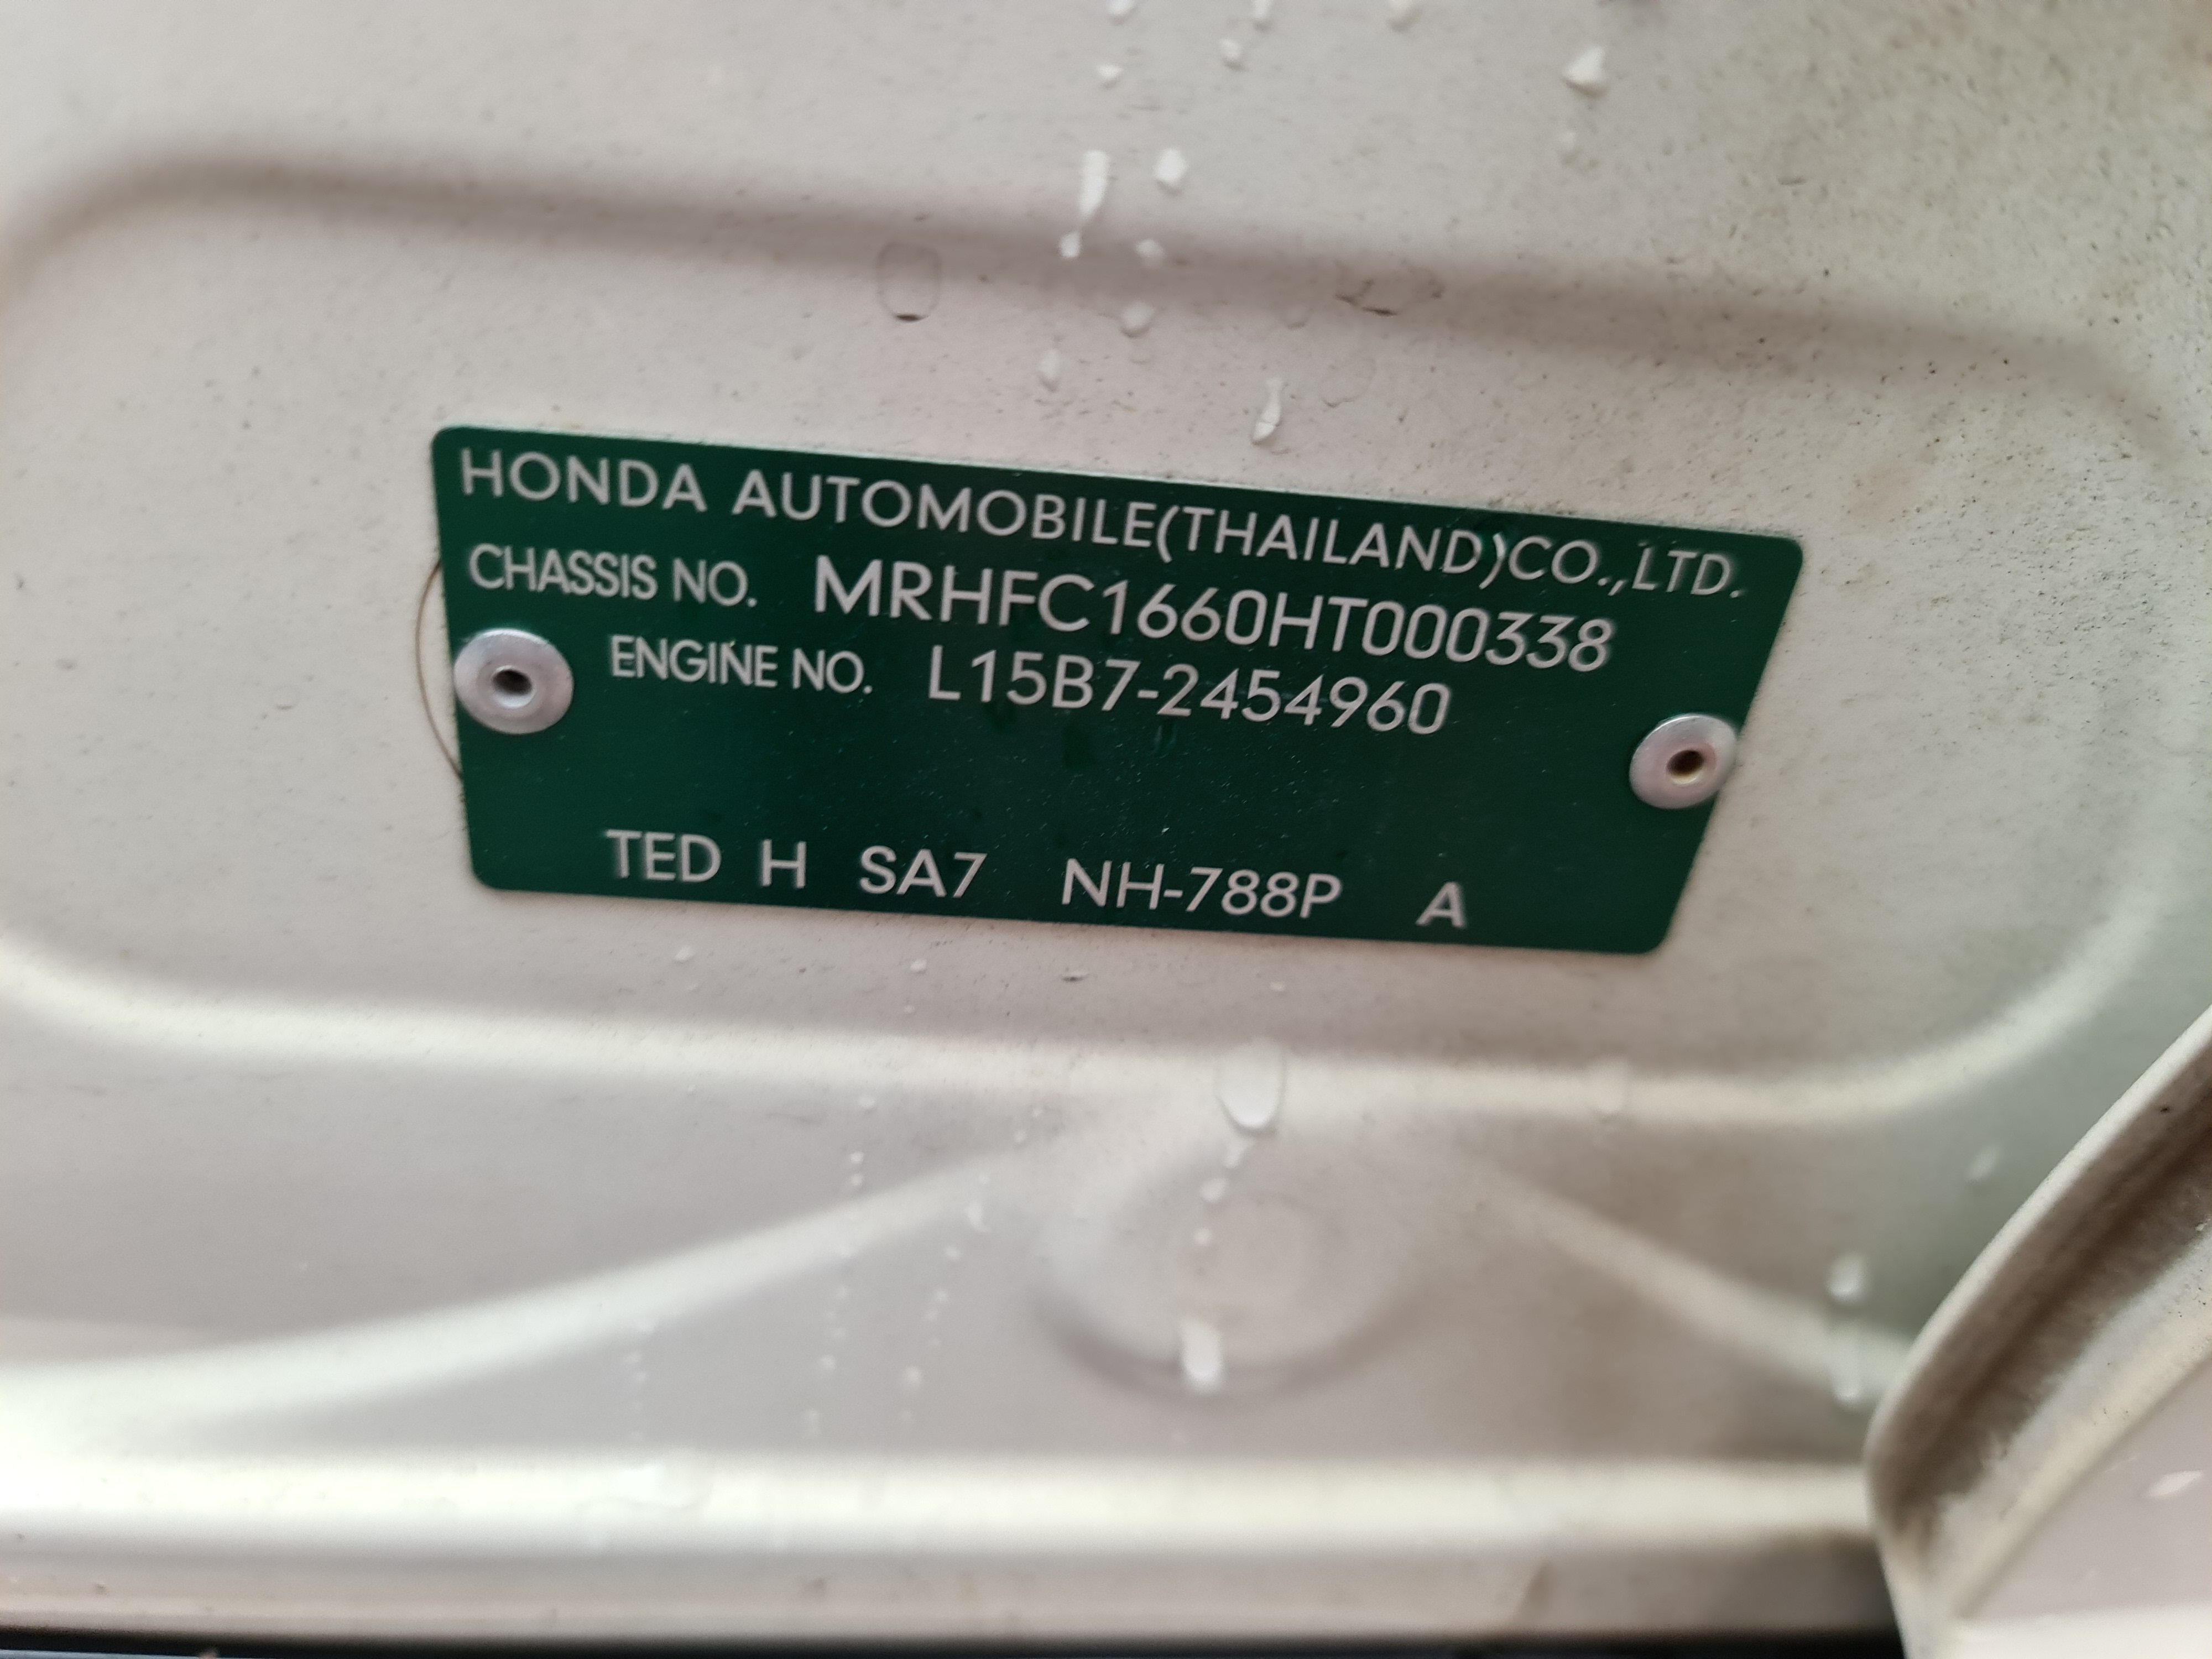 HONDA AUTOMOBILE(THAILAND)CO.,LTD.
CHASSIS NO. MRHFC1660HT000338
ENGINE NO. L15B7-2454960
TED H SA7 NH-788P A